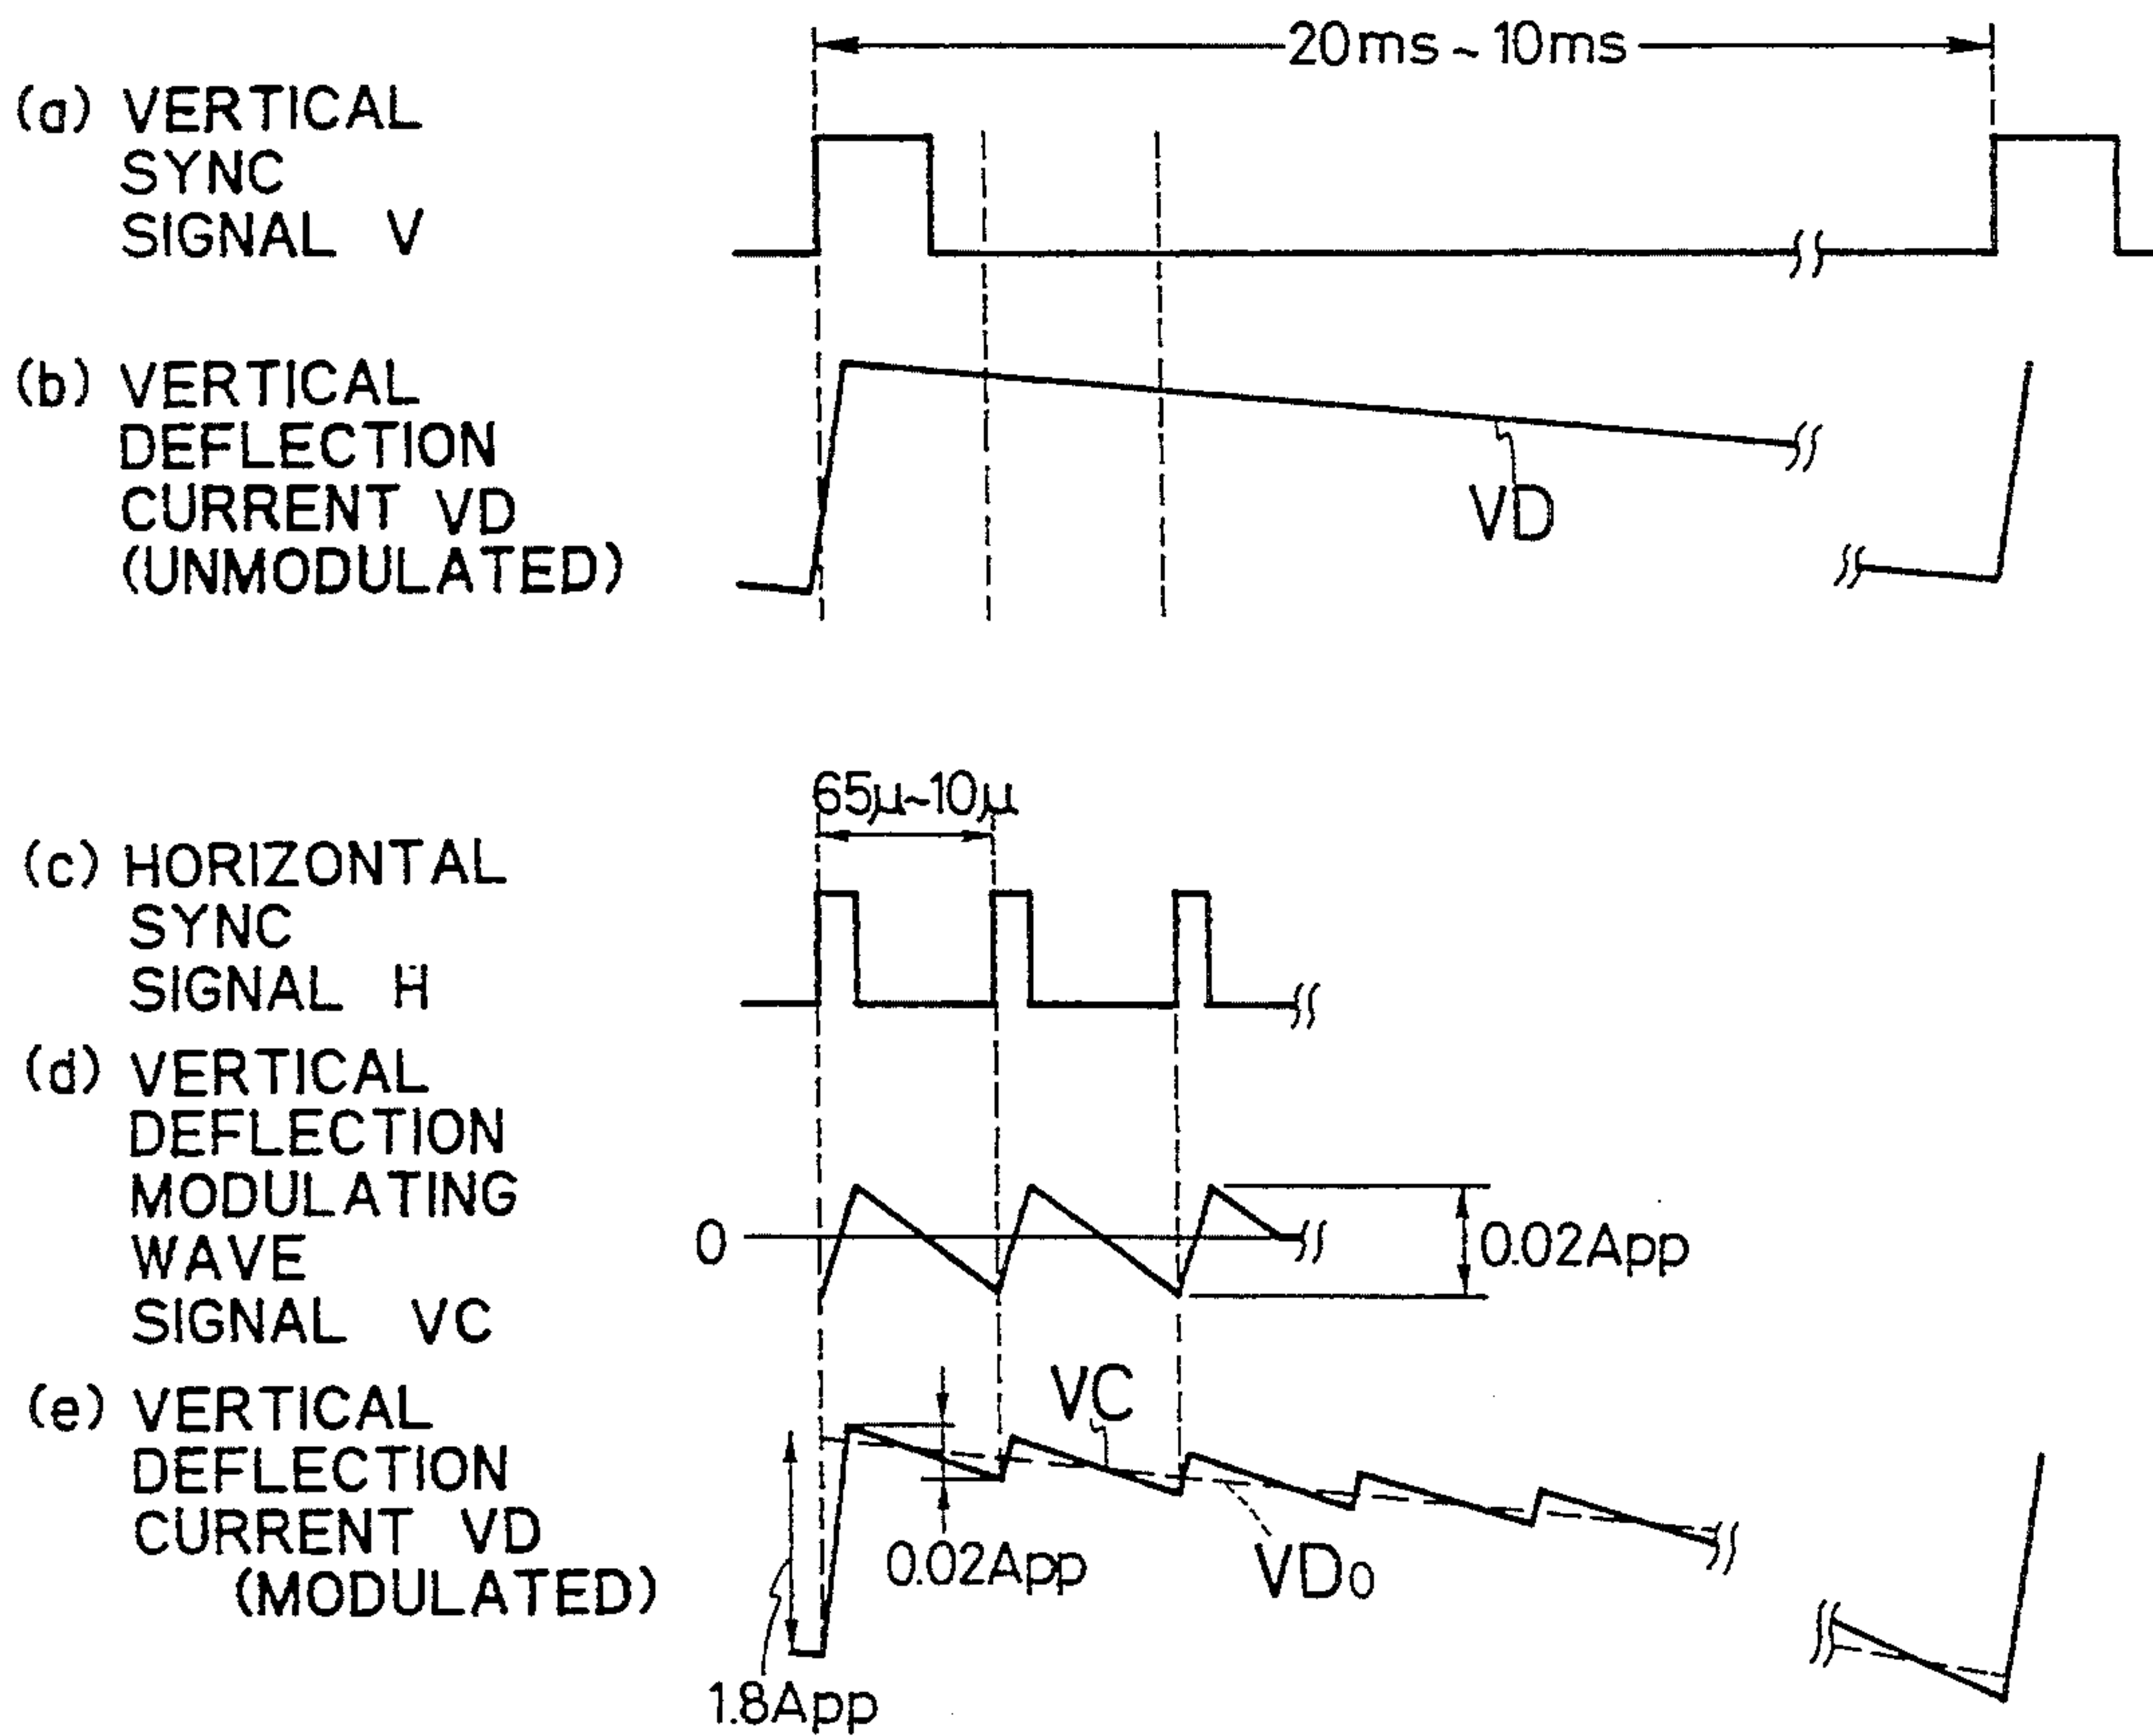 20ms~10ms
(a) VERTICAL
SYNC
SIGNAL V
(b) VERTICAL
DEFLECTION
CURRENT VD
(UNMODULATED)
VD
65μ~10μ
(c) HORIZONTAL
SYNC
SIGNAL H
(d) VERTICAL
DEFLECTION
MODULATING
WAVE
SIGNAL VC
0
0.02App
(e) VERTICAL
DEFLECTION
CURRENT VD
(MODULATED)
VC
0.02App
VD0
1.8App